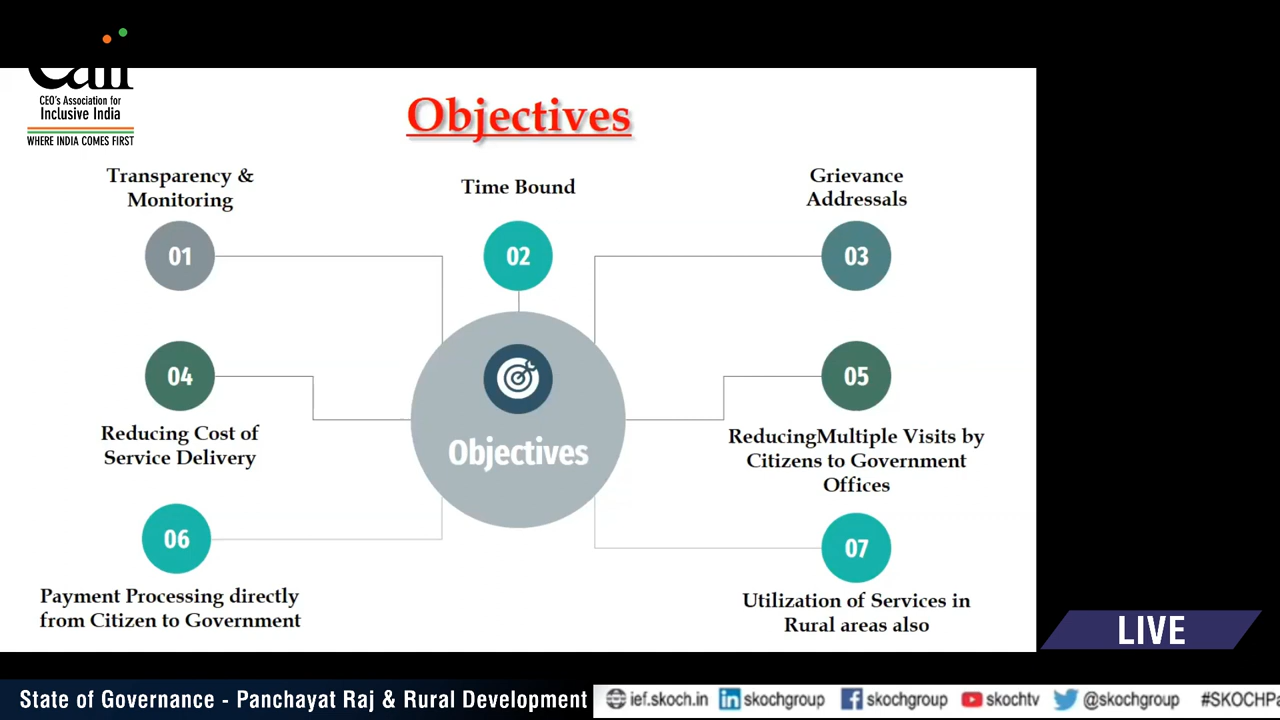 CEO's Association for
Inclusive India
WHERE INDIA COMES FIRST
Objectives
Transparency &
Monitoring
01
Time Bound
02
Grievance
Addressals
03
04
Reducing Cost of
Service Delivery
Objectives
05
ReducingMultiple Visits by
Citizens to Government
Offices
06
Payment Processing directly
from Citizen to Government
07
Utilization of Services in
Rural areas also
LIVE
State of Governance - Panchayat Raj & Rural Development
ief.skoch.in skochgroup skochgroup skochtv @skochgroup